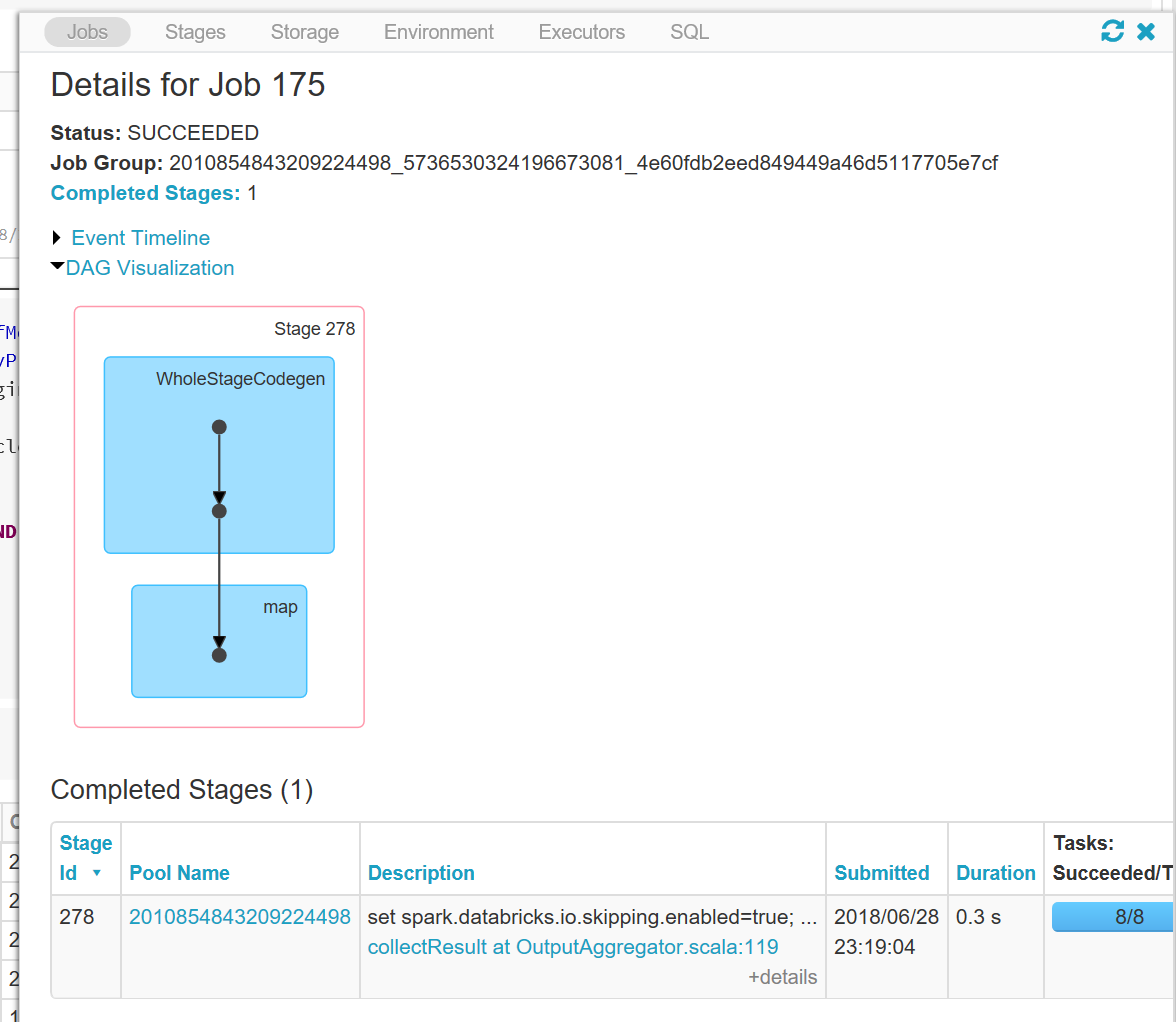 Jobs Stages Storage Environment Executors SQL
Details for Job 175
Status: SUCCEEDED
Job Group: 2010854843209224498_5736530324196673081_4e60fdb2eed849449a46d5117705e7cf
Completed Stages: 1
Event Timeline
DAG Visualization
Stage 278
WholeStageCodegen
map
Completed Stages (1)
Stage Id Pool Name Description Submitted Duration Tasks: Succeeded/T
278 2010854843209224498 set spark.databricks.io.skipping.enabled=true; ... 2018/06/28 0.3 s 8/8
collectResult at OutputAggregator.scala:119 23:19:04
+details